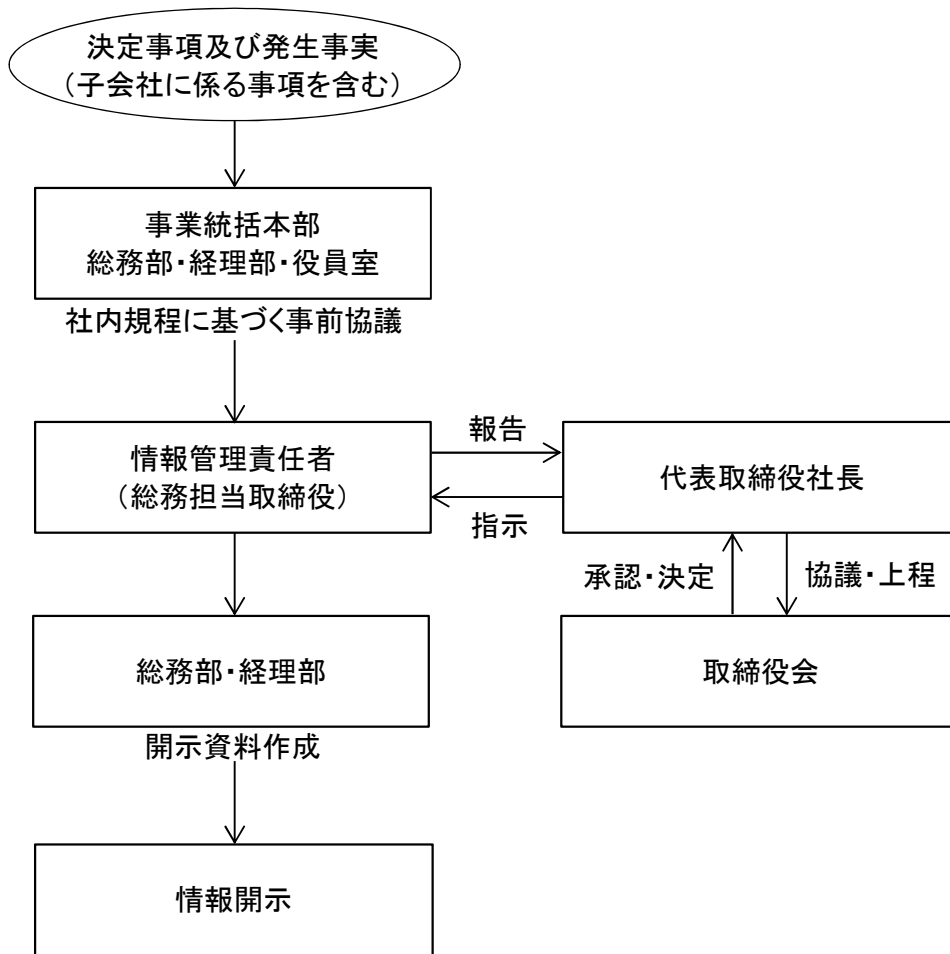 決定事項及び発生事実
（子会社に係る事項を含む）
事業統括本部
総務部・経理部・役員室
社内規程に基づく事前協議
情報管理責任者
（総務担当取締役）
報告
指示
代表取締役社長
承認・決定
協議・上程
総務部・経理部
取締役会
開示資料作成
情報開示